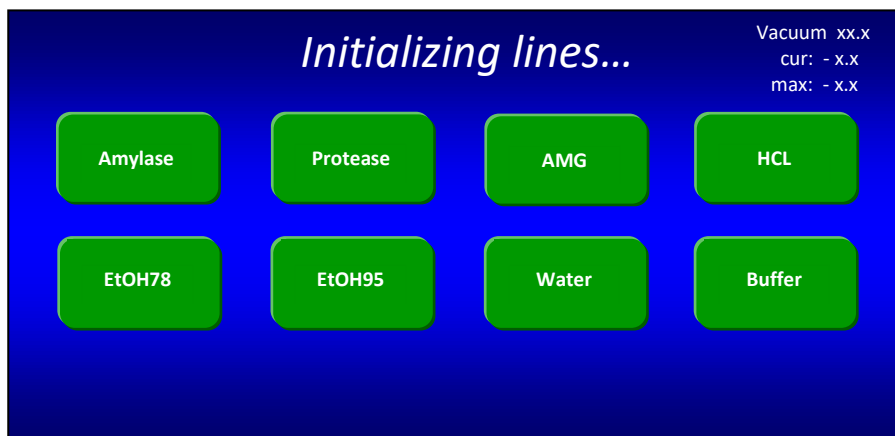 Initializing lines…
Vacuum xx.x
cur: - x.x
max: - x.x
Amylase
Protease
AMG
HCL
EtOH78
EtOH95
Water
Buffer